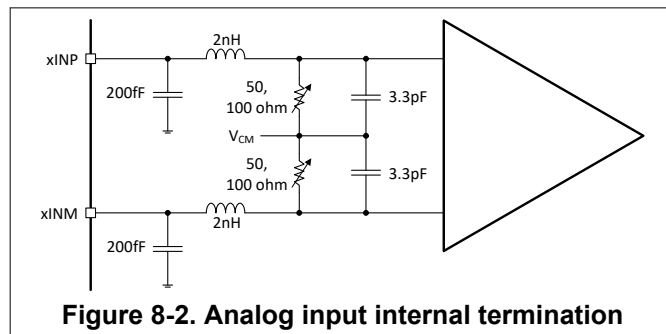 xINP
2nH
200fF
50,
100 ohm
3.3pF
VCM
50,
100 ohm
3.3pF
xINM
2nH
200fF
Figure 8-2. Analog input internal termination